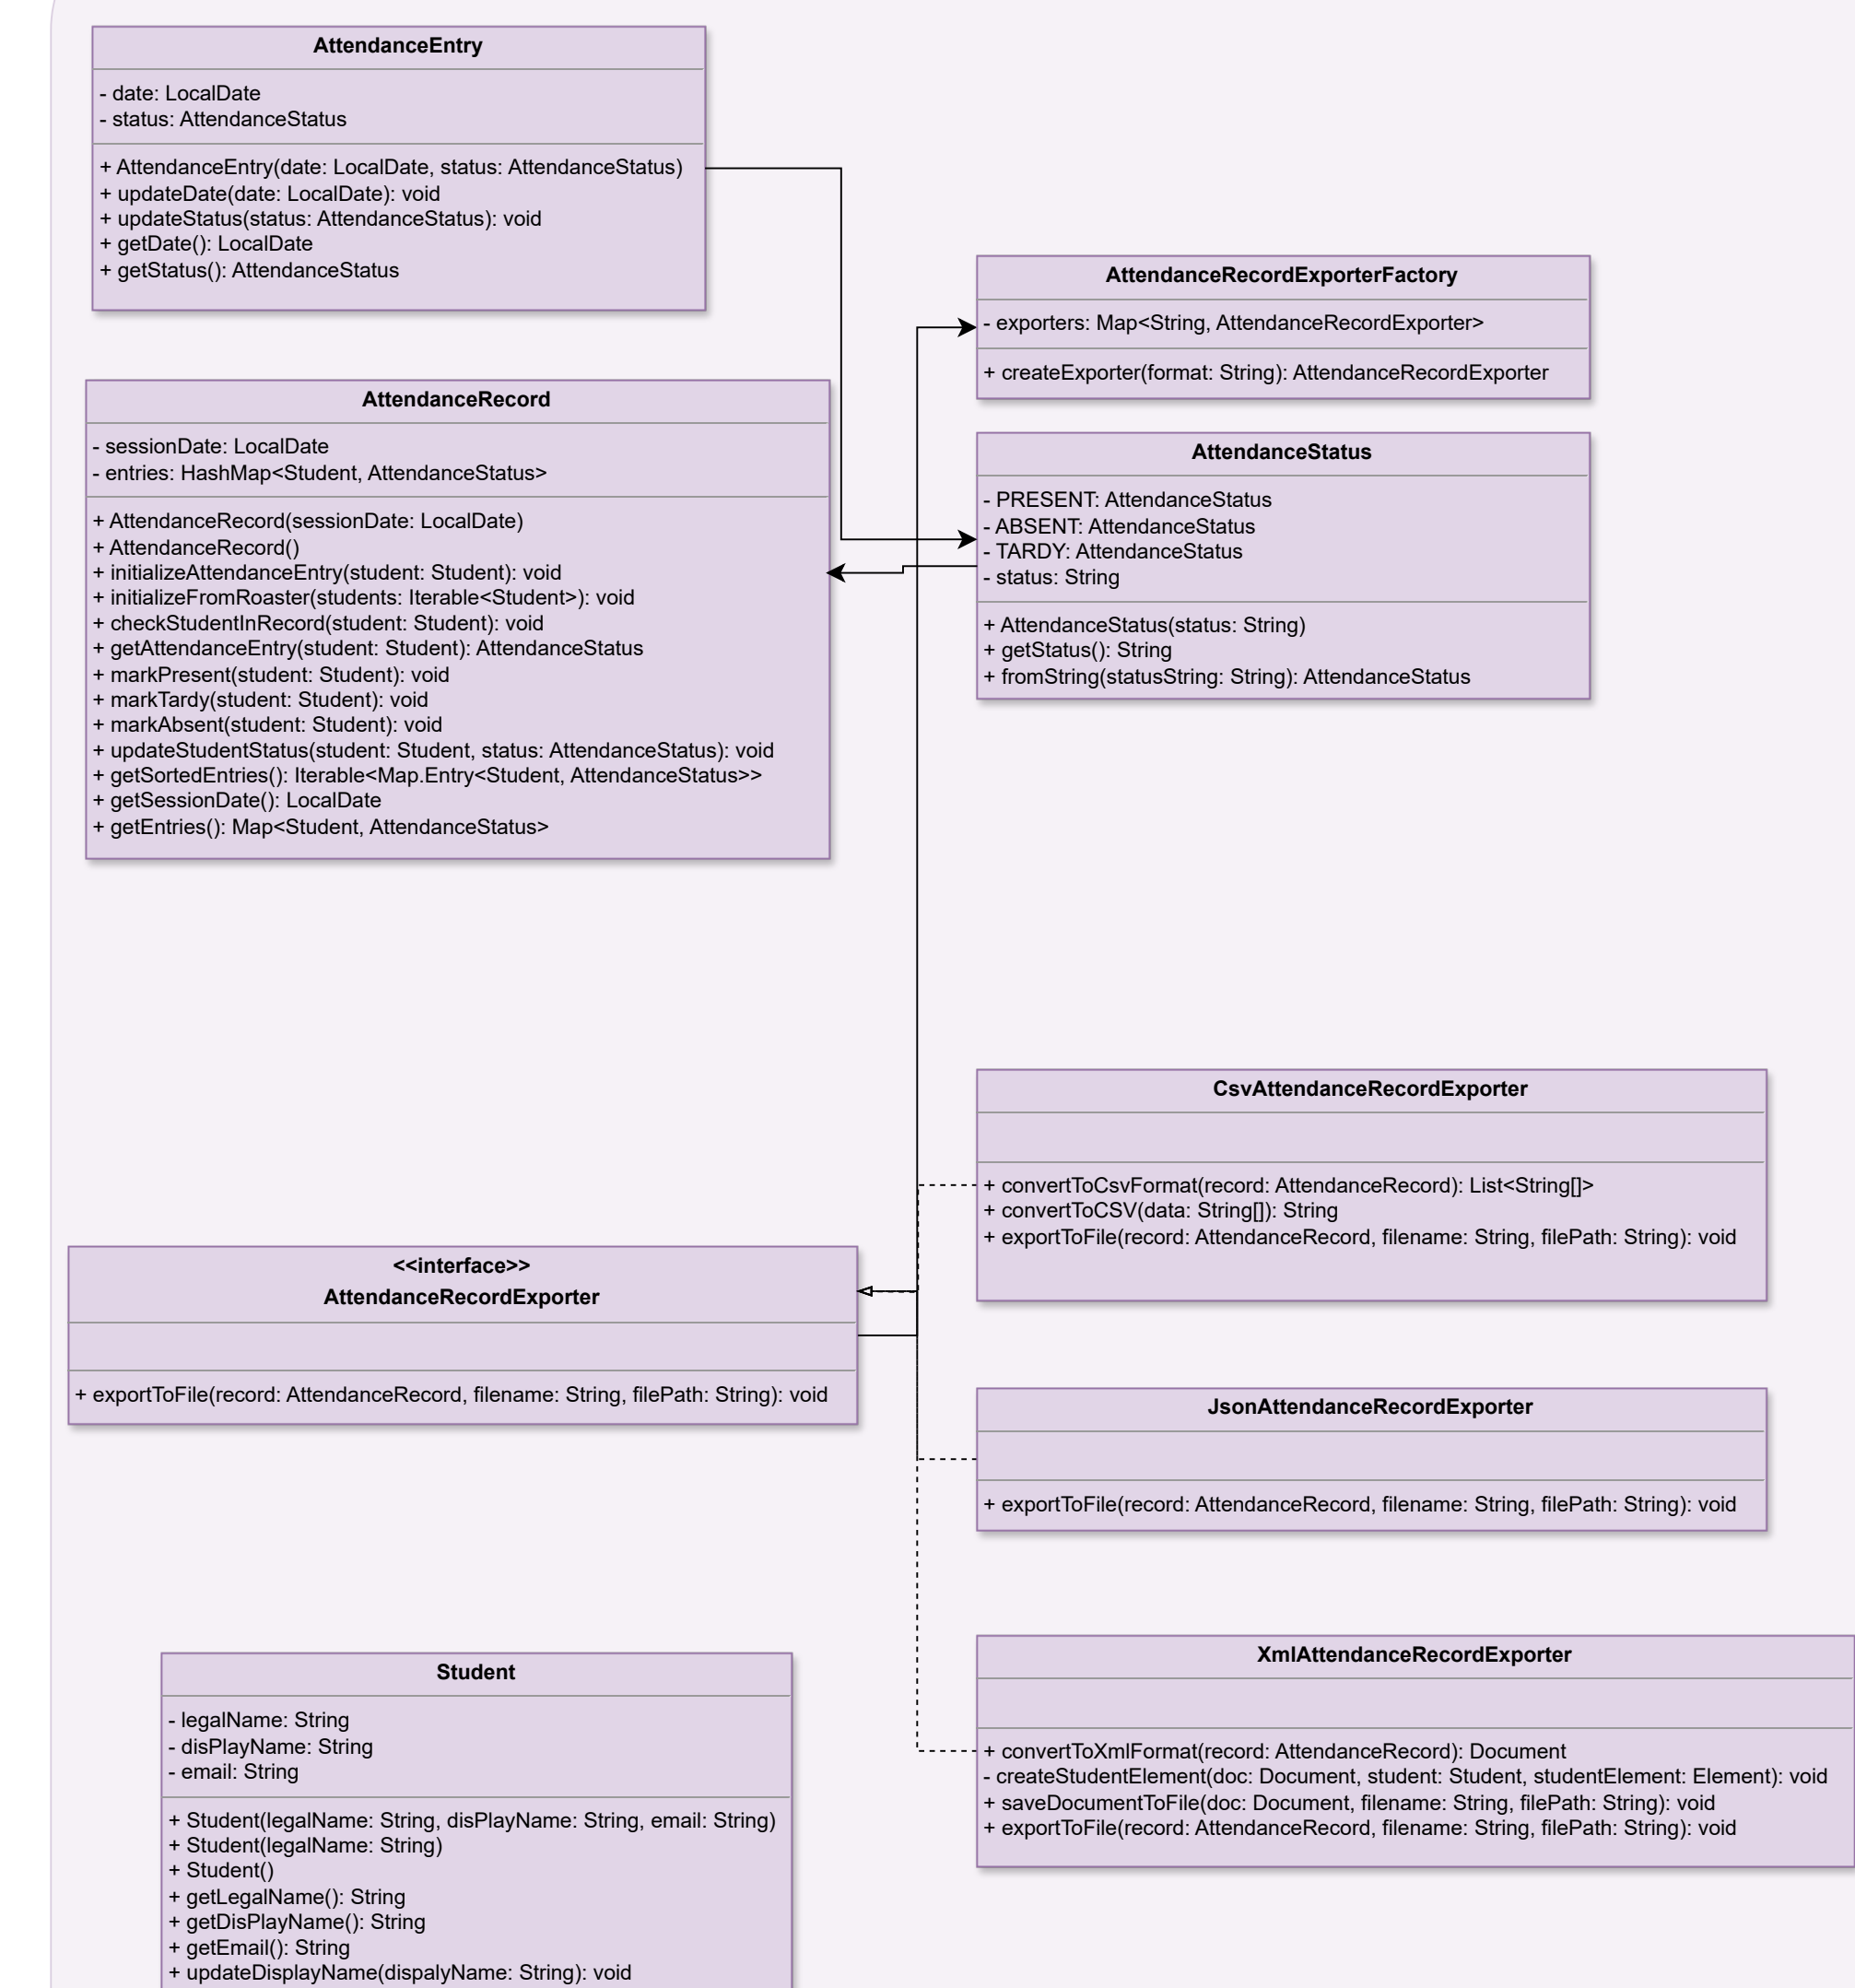 AttendanceEntry
- date: LocalDate
- status: AttendanceStatus
+ AttendanceEntry(date: LocalDate, status: AttendanceStatus)
+ updateDate(date: LocalDate): void
+ updateStatus(status: AttendanceStatus): void
+ getDate(): LocalDate
+ getStatus(): AttendanceStatus
AttendanceRecordExporterFactory
- exporters: Map<String, AttendanceRecordExporter>
+ createExporter(format: String): AttendanceRecordExporter
AttendanceRecord
- sessionDate: LocalDate
- entries: HashMap<Student, AttendanceStatus>
+ AttendanceRecord(sessionDate: LocalDate)
+ AttendanceRecord()
+ initializeAttendanceEntry(student: Student): void
+ initializeFromRoaster(students: Iterable<Student>): void
+ checkStudentInRecord(student: Student): void
+ getAttendanceEntry(student: Student): AttendanceStatus
+ markPresent(student: Student): void
+ markTardy(student: Student): void
+ markAbsent(student: Student): void
+ updateStudentStatus(student: Student, status: AttendanceStatus): void
+ getSortedEntries(): Iterable<Map.Entry<Student, AttendanceStatus>>
+ getSessionDate(): LocalDate
+ getEntries(): Map<Student, AttendanceStatus>
AttendanceStatus
- PRESENT: AttendanceStatus
- ABSENT: AttendanceStatus
- TARDY: AttendanceStatus
- status: String
+ AttendanceStatus(status: String)
+ getStatus(): String
+ fromString(statusString: String): AttendanceStatus
CsvAttendanceRecordExporter
+ convertToCsvFormat(record: AttendanceRecord): List<String[]>
+ convertToCSV(data: String[]): String
+ exportToFile(record: AttendanceRecord, filename: String, filePath: String): void
<<interface>>
AttendanceRecordExporter
+ exportToFile(record: AttendanceRecord, filename: String, filePath: String): void
JsonAttendanceRecordExporter
+ exportToFile(record: AttendanceRecord, filename: String, filePath: String): void
XmlAttendanceRecordExporter
+ convertToXmlFormat(record: AttendanceRecord): Document
- createStudentElement(doc: Document, student: Student, studentElement: Element): void
+ saveDocumentToFile(doc: Document, filename: String, filePath: String): void
+ exportToFile(record: AttendanceRecord, filename: String, filePath: String): void
Student
- legalName: String
- disPlayName: String
- email: String
+ Student(legalName: String, disPlayName: String, email: String)
+ Student(legalName: String)
+ Student()
+ getLegalName(): String
+ getDisPlayName(): String
+ getEmail(): String
+ updateDisplayName(dispalyName: String): void